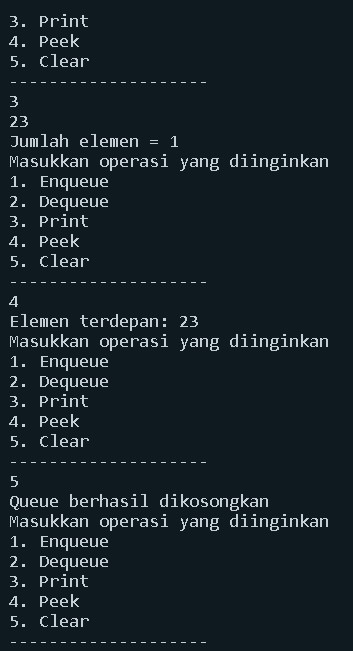 3. Print
4. Peek
5. Clear
--------------------
3
23
Jumlah elemen = 1
Masukkan operasi yang diinginkan
1. Enqueue
2. Dequeue
3. Print
4. Peek
5. Clear
--------------------
4
Elemen terdepan: 23
Masukkan operasi yang diinginkan
1. Enqueue
2. Dequeue
3. Print
4. Peek
5. Clear
--------------------
5
Queue berhasil dikosongkan
Masukkan operasi yang diinginkan
1. Enqueue
2. Dequeue
3. Print
4. Peek
5. Clear
--------------------